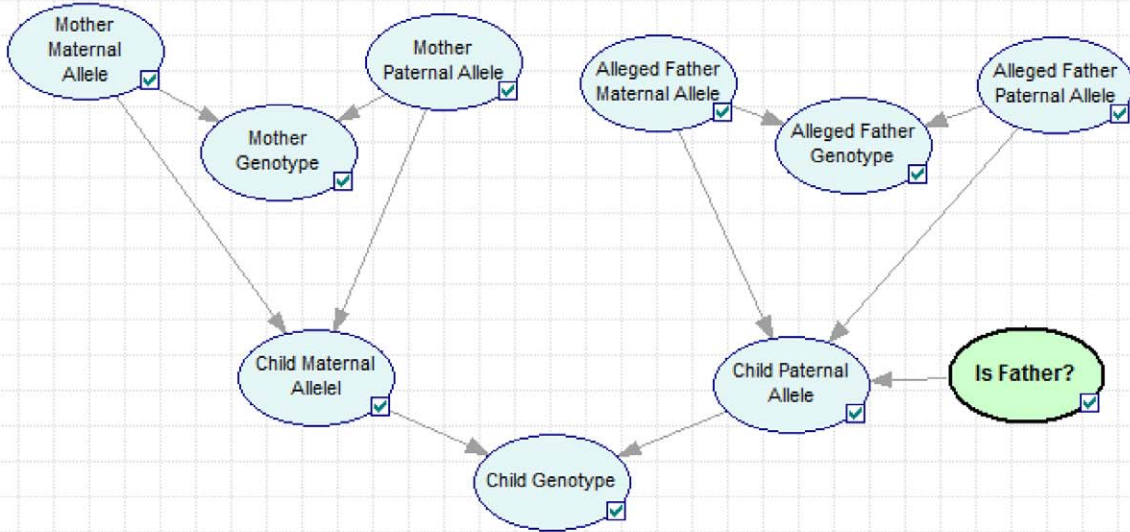 Mother
Maternal
Allele
Mother
Paternal Allele
Alleged Father
Maternal Allele
Alleged Father
Paternal Allele
Mother
Genotype
Alleged Father
Genotype
Child Maternal
Allelel
Child Paternal
Allele
Is Father?
Child Genotype